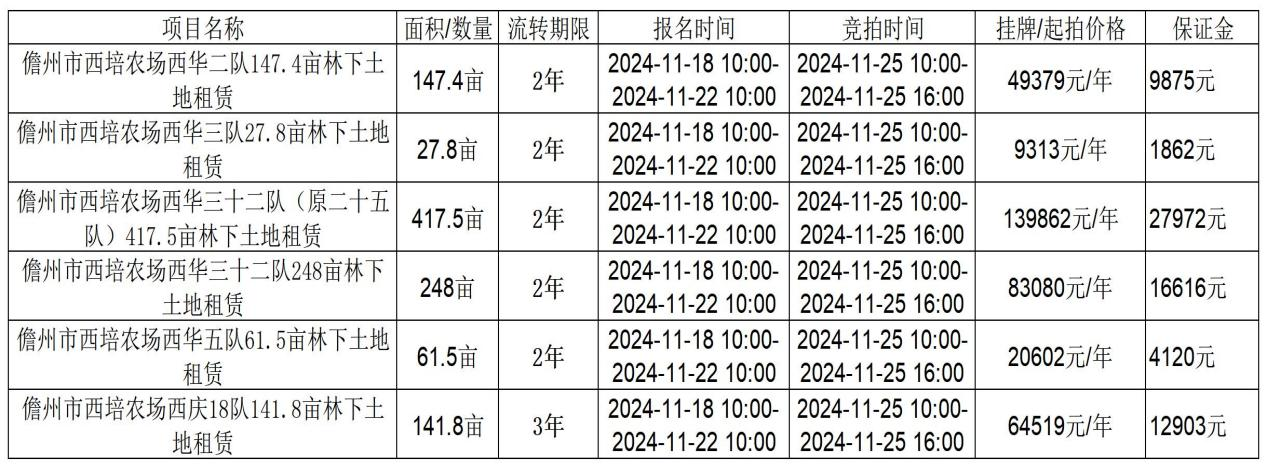 项目名称 面积/数量 流转期限 报名时间 竞拍时间 挂牌/起拍价格 保证金
儋州市西培农场西华二队147.4亩林下土
地租赁
147.4亩
2年
2024-11-18 10:00-
2024-11-22 10:00
2024-11-25 10:00-
2024-11-25 16:00
49379元/年
9875元
儋州市西培农场西华三队27.8亩林下土地
租赁
27.8亩
2年
2024-11-18 10:00-
2024-11-22 10:00
2024-11-25 10:00-
2024-11-25 16:00
9313元/年
1862元
儋州市西培农场西华三十二队（原二十五
队）417.5亩林下土地租赁
417.5亩
2年
2024-11-18 10:00-
2024-11-22 10:00
2024-11-25 10:00-
2024-11-25 16:00
139862元/年
27972元
儋州市西培农场西华三十二队248亩林下
土地租赁
248亩
2年
2024-11-18 10:00-
2024-11-22 10:00
2024-11-25 10:00-
2024-11-25 16:00
83080元/年
16616元
儋州市西培农场西华五队61.5亩林下土地
租赁
61.5亩
2年
2024-11-18 10:00-
2024-11-22 10:00
2024-11-25 10:00-
2024-11-25 16:00
20602元/年
4120元
儋州市西培农场西庆18队141.8亩林下土
地租赁
141.8亩
3年
2024-11-18 10:00-
2024-11-22 10:00
2024-11-25 10:00-
2024-11-25 16:00
64519元/年
12903元